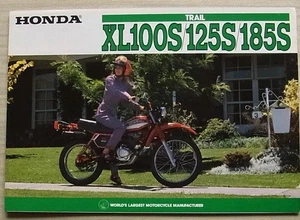 HONDA
TRAIL
XL100S/125S/185S
WORLD'S LARGEST MOTORCYCLE MANUFACTURER